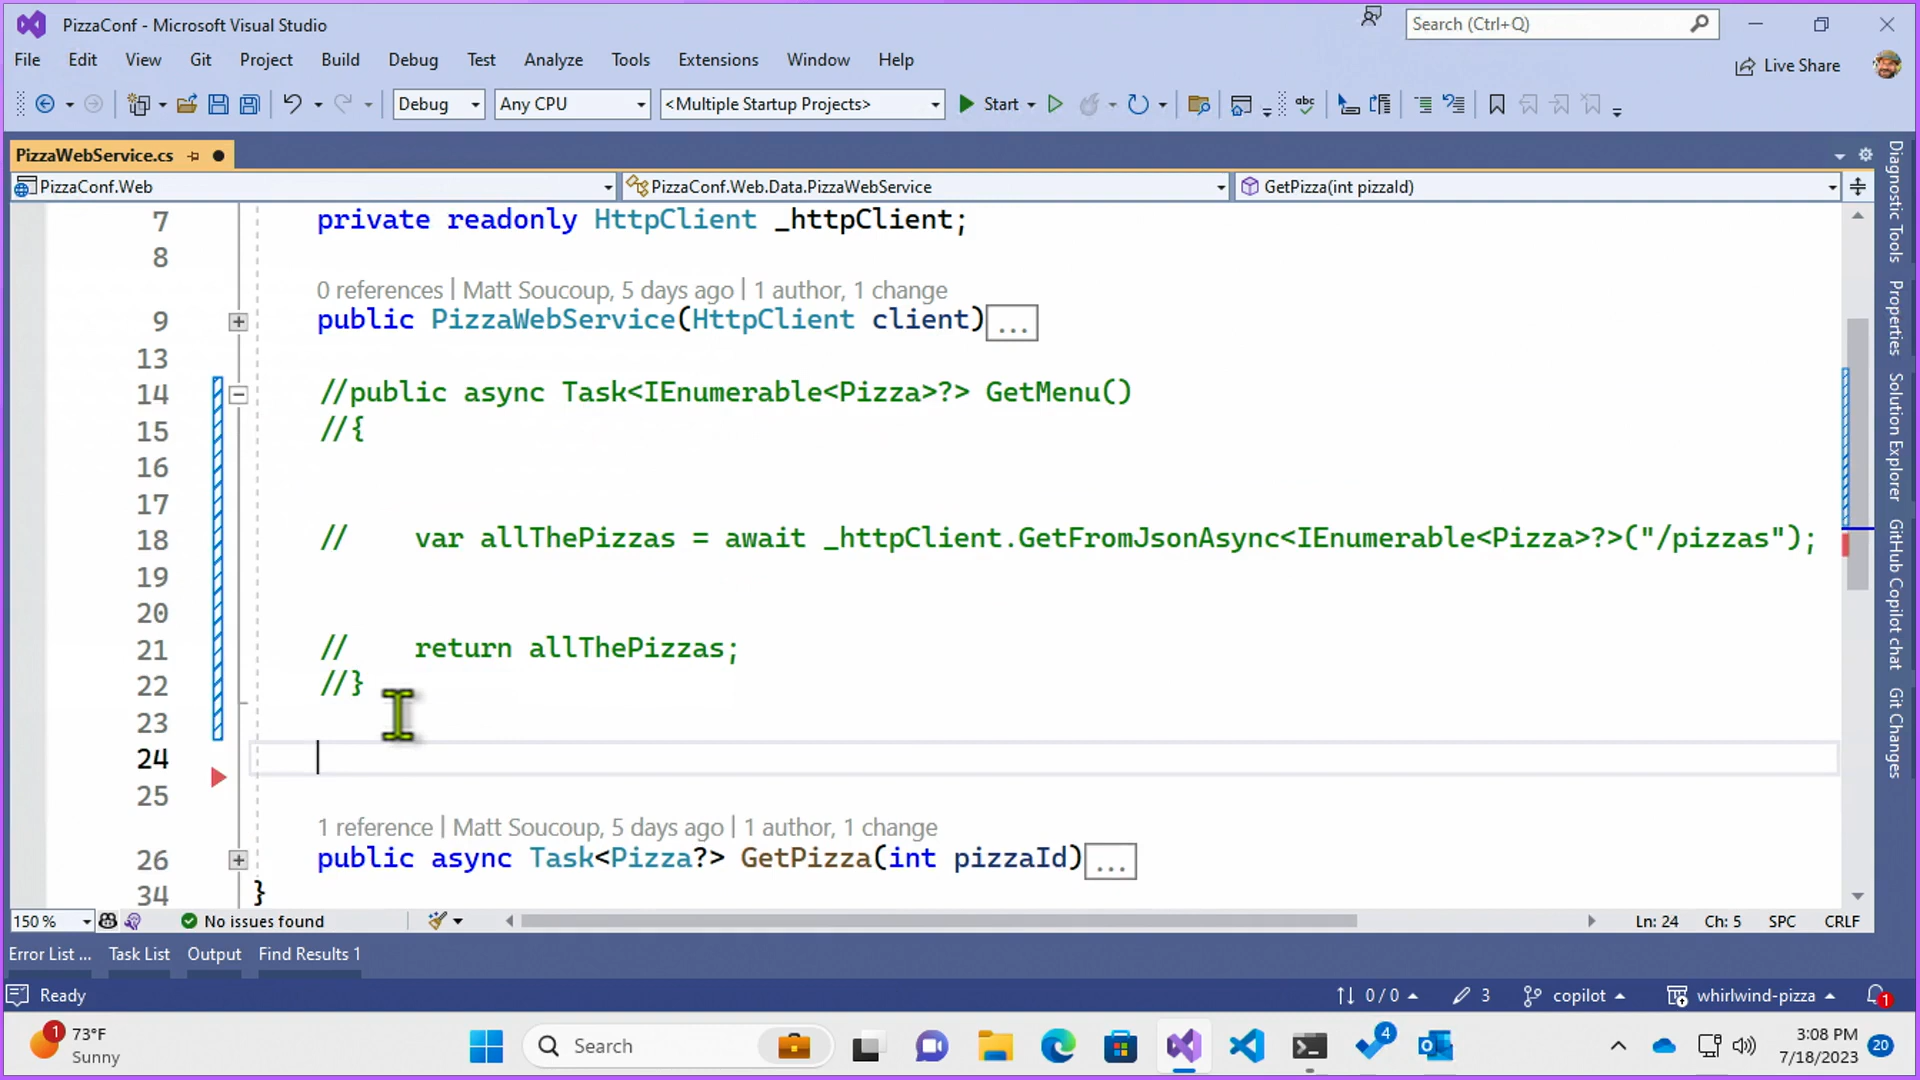 PizzaConf - Microsoft Visual Studio
Search (Ctrl+Q)
File Edit View Git Project Build Debug Test Analyze Tools Extensions Window Help
Live Share
Debug Any CPU <Multiple Startup Projects> Start abc
PizzaWebService.cs
PizzaConf.Web PizzaConf.Web.Data.PizzaWebService GetPizza(int pizzaId)
7 private readonly HttpClient _httpClient;
8
0 references | Matt Soucoup, 5 days ago | 1 author, 1 change
9 public PizzaWebService(HttpClient client)...
13
14 //public async Task<IEnumerable<Pizza>?> GetMenu()
15 //{
16
17
18 //    var allThePizzas = await _httpClient.GetFromJsonAsync<IEnumerable<Pizza>?>("/pizzas");
19
20
21 //    return allThePizzas;
22 //}
23
24
25
1 reference | Matt Soucoup, 5 days ago | 1 author, 1 change
26 public async Task<Pizza?> GetPizza(int pizzaId)...
34 }
Diagnostic Tools
Properties
Solution Explorer
GitHub Copilot chat
Git Changes
150 % No issues found Ln: 24 Ch: 5 SPC CRLF
Error List ... Task List Output Find Results 1
Ready 0 / 0 3 copilot whirlwind-pizza 1
1 73°F
Sunny
Search
4
3:08 PM
7/18/2023
20